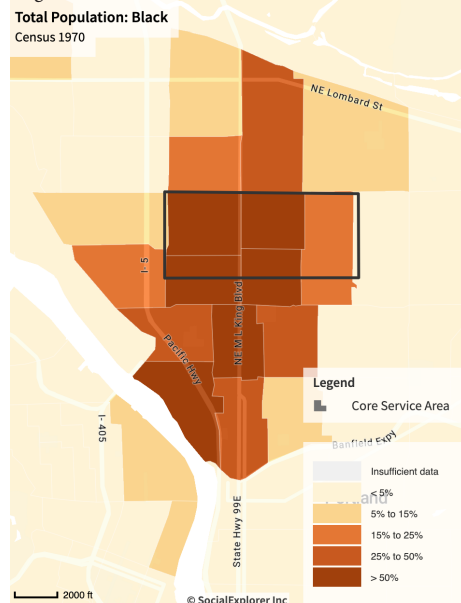 Total Population: Black
Census 1970
NE Lombard St
I- 5
NE M L King Blvd
Pacific Hwy
I- 405
State Hwy 99E
Banfield Expy
Legend
Core Service Area
Insufficient data
< 5%
5% to 15%
15% to 25%
25% to 50%
> 50%
2000 ft
© SocialExplorer Inc